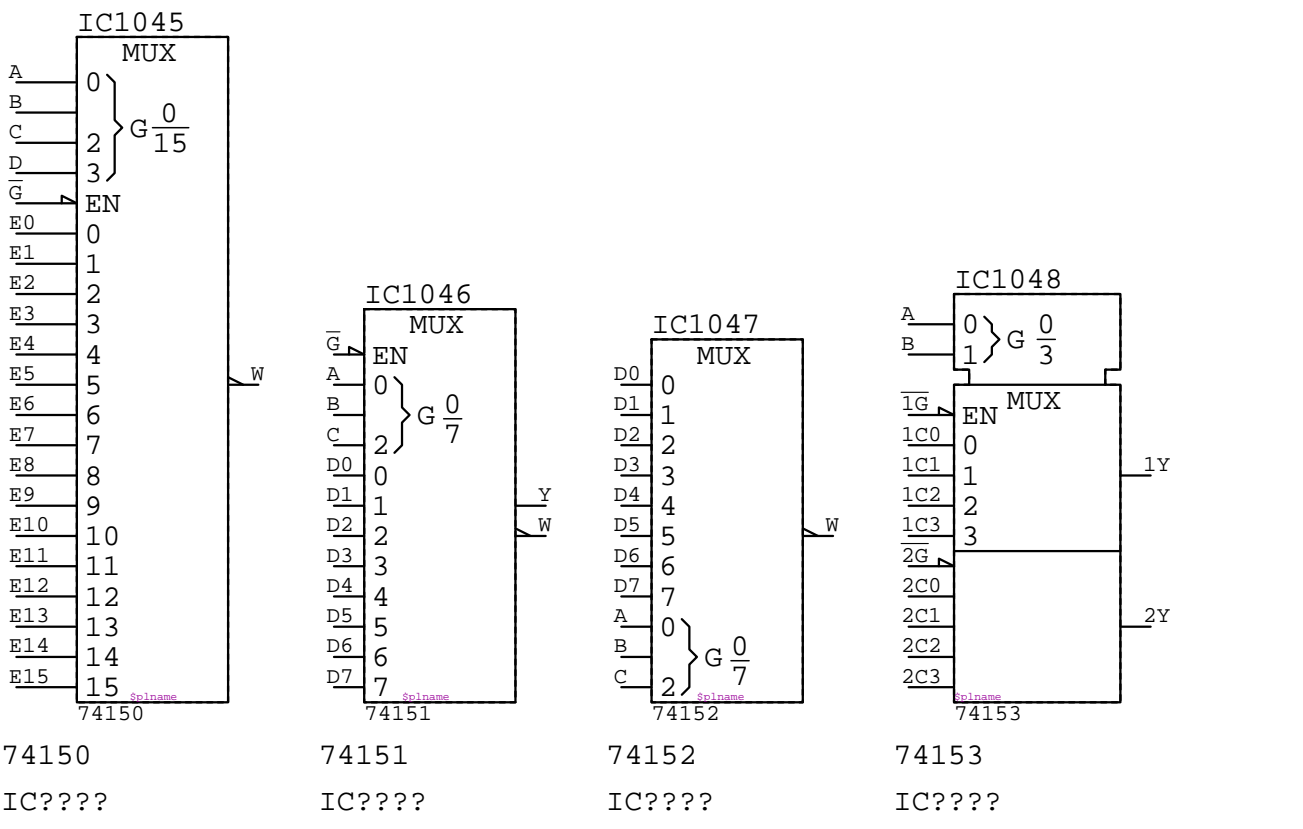 IC1045
MUX
A
0
B
C
2
D
3
G 0/15
G̅
EN
E0
0
E1
1
E2
2
E3
3
E4
4
E5
5
E6
6
E7
7
E8
8
E9
9
E10
10
E11
11
E12
12
E13
13
E14
14
E15
15
W
$plname
74150
74150
IC????
IC1046
MUX
G̅
EN
A
0
B
C
2
G 0/7
D0
0
D1
1
D2
2
D3
3
D4
4
D5
5
D6
6
D7
7
Y
W
$plname
74151
74151
IC????
IC1047
MUX
D0
0
D1
1
D2
2
D3
3
D4
4
D5
5
D6
6
D7
7
A
0
B
C
2
G 0/7
W
$plname
74152
74152
IC????
IC1048
A
0
B
1
G 0/3
MUX
1G̅
EN
1C0
0
1C1
1
1C2
2
1C3
3
1Y
2G̅
2C0
2C1
2C2
2C3
2Y
$plname
74153
74153
IC????